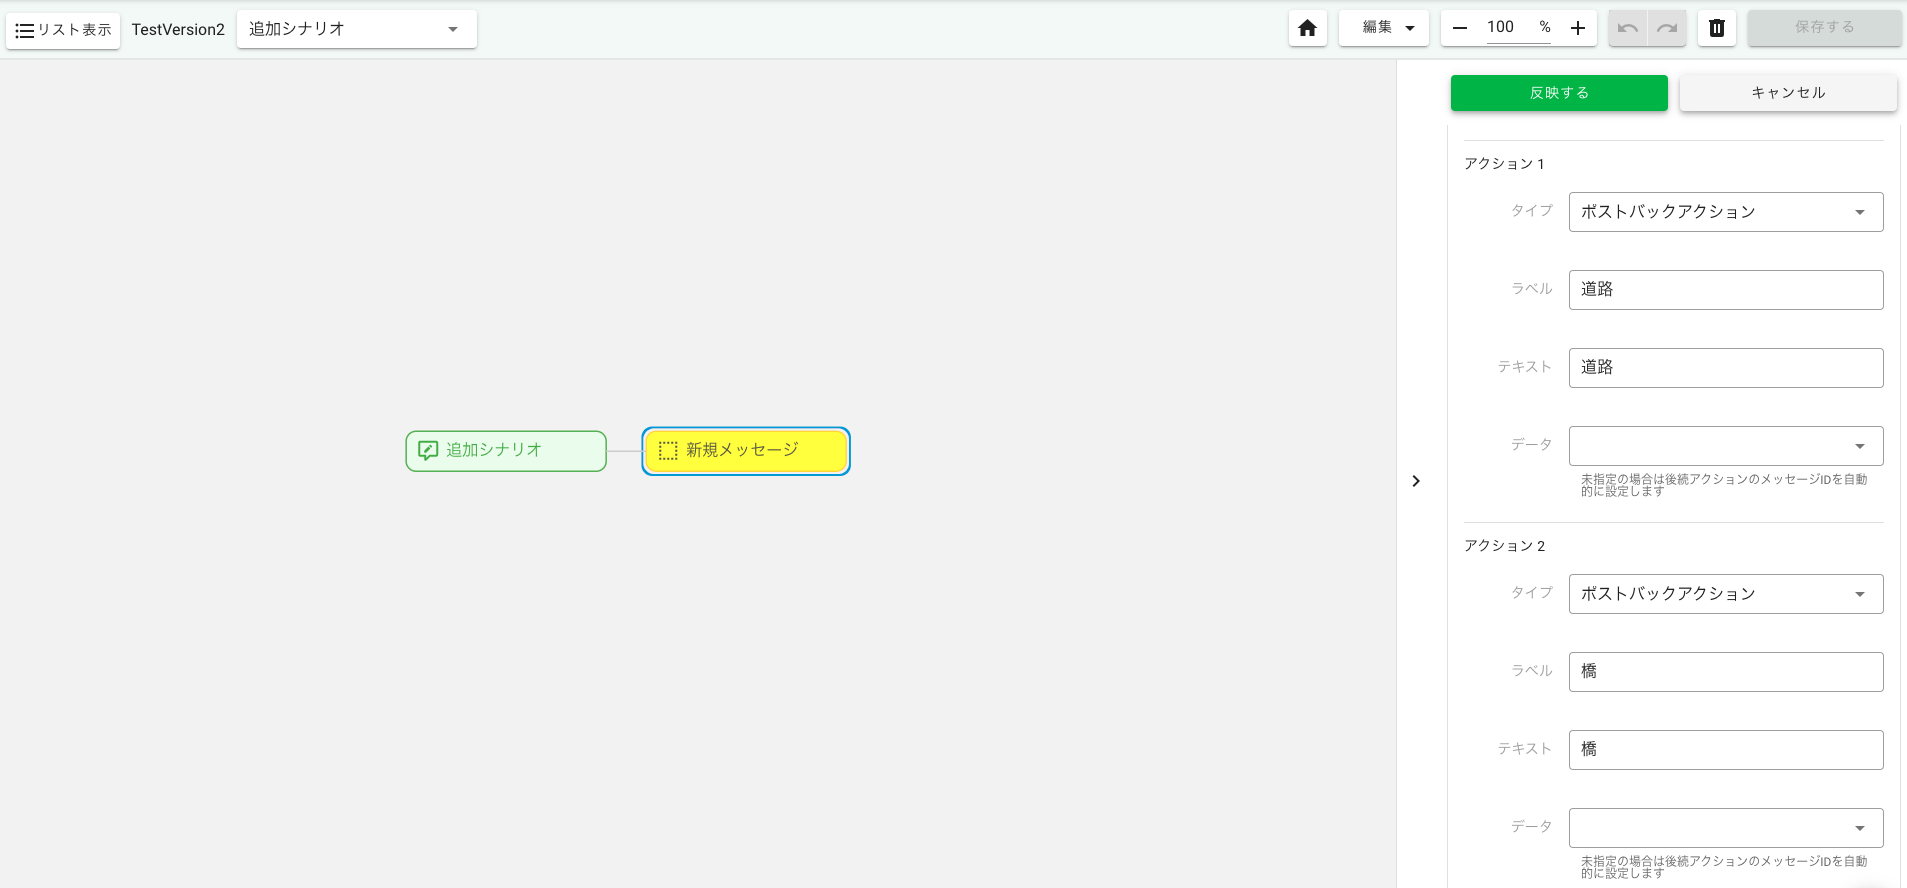 リスト表示 TestVersion2 追加シナリオ 編集 100 % 保存する
反映する キャンセル
アクション 1
タイプ ポストバックアクション
ラベル 道路
テキスト 道路
データ
未指定の場合は後続アクションのメッセージIDを自動
的に設定します
追加シナリオ 新規メッセージ
アクション 2
タイプ ポストバックアクション
ラベル 橋
テキスト 橋
データ
未指定の場合は後続アクションのメッセージIDを自動
的に設定します